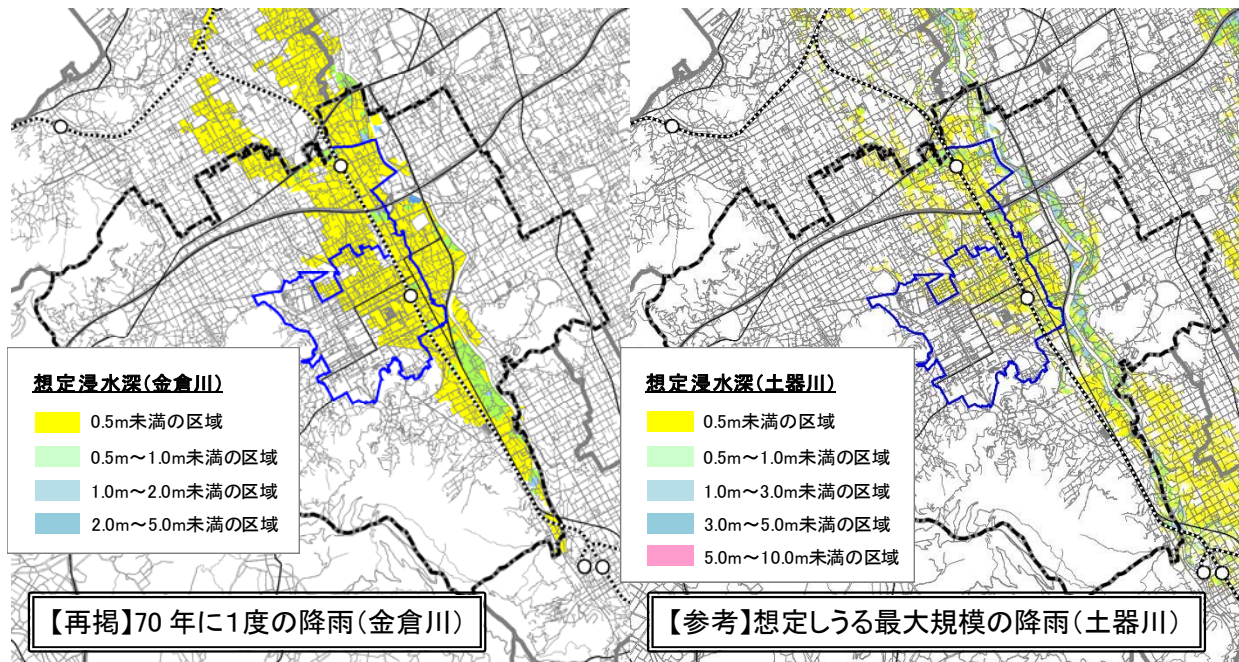 想定浸水深(金倉川)
0.5m未満の区域
0.5m～1.0m未満の区域
1.0m～2.0m未満の区域
2.0m～5.0m未満の区域
【再掲】70年に1度の降雨(金倉川)
想定浸水深(土器川)
0.5m未満の区域
0.5m～1.0m未満の区域
1.0m～3.0m未満の区域
3.0m～5.0m未満の区域
5.0m～10.0m未満の区域
【参考】想定しうる最大規模の降雨(土器川)